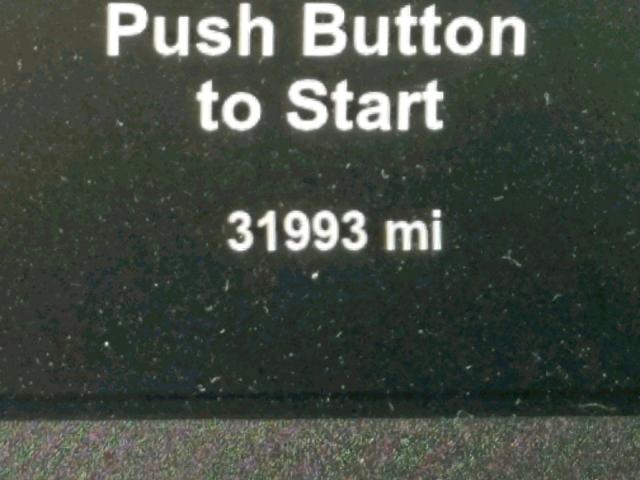 Push Button
to Start
31993 mi